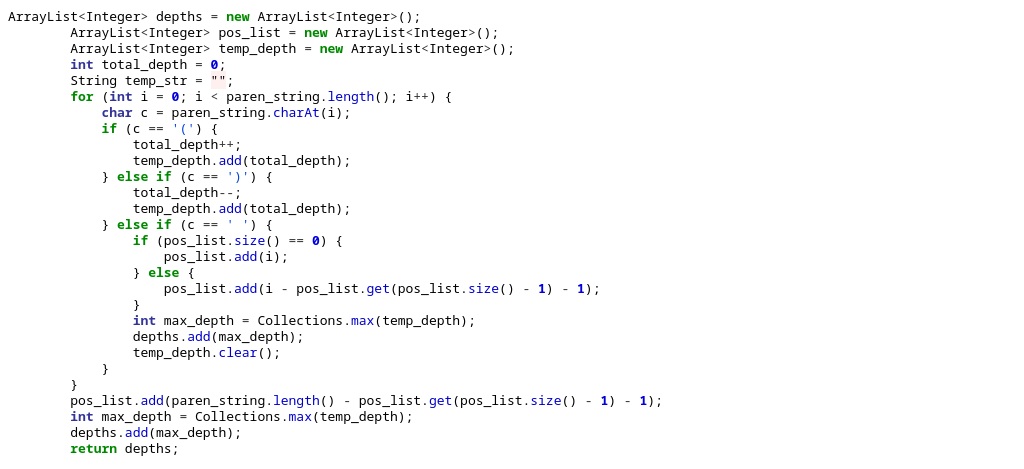 ArrayList<Integer> depths = new ArrayList<Integer>();
        ArrayList<Integer> pos_list = new ArrayList<Integer>();
        ArrayList<Integer> temp_depth = new ArrayList<Integer>();
        int total_depth = 0;
        String temp_str = "";
        for (int i = 0; i < paren_string.length(); i++) {
            char c = paren_string.charAt(i);
            if (c == '(') {
                total_depth++;
                temp_depth.add(total_depth);
            } else if (c == ')') {
                total_depth--;
                temp_depth.add(total_depth);
            } else if (c == ' ') {
                if (pos_list.size() == 0) {
                    pos_list.add(i);
                } else {
                    pos_list.add(i - pos_list.get(pos_list.size() - 1) - 1);
                }
                int max_depth = Collections.max(temp_depth);
                depths.add(max_depth);
                temp_depth.clear();
            }
        }
        pos_list.add(paren_string.length() - pos_list.get(pos_list.size() - 1) - 1);
        int max_depth = Collections.max(temp_depth);
        depths.add(max_depth);
        return depths;